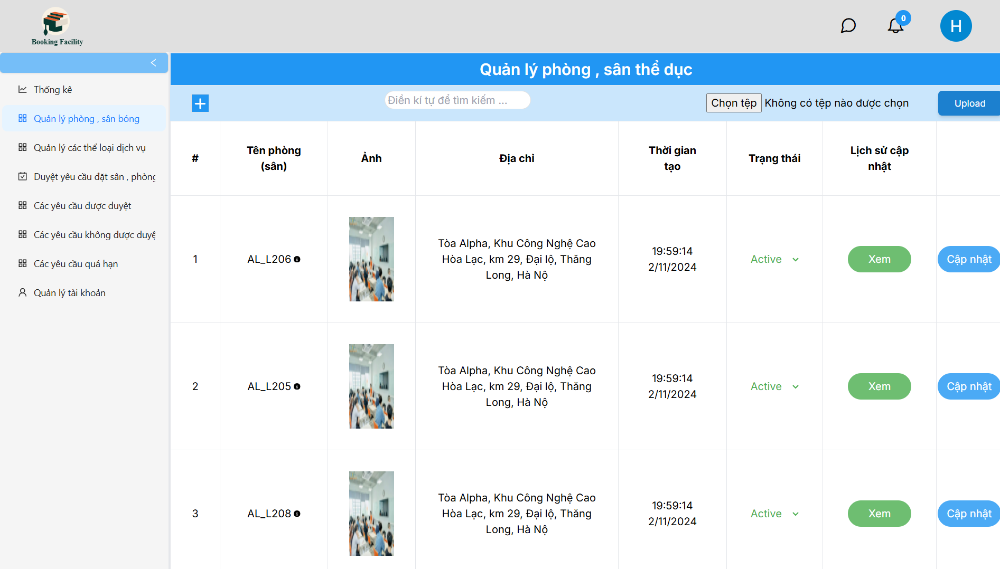 Booking Facility
0
H
Thống kê
Quản lý phòng , sân bóng
Quản lý các thể loại dịch vụ
Duyệt yêu cầu đặt sân , phòng
Các yêu cầu được duyệt
Các yêu cầu không được duyệ
Các yêu cầu quá hạn
Quản lý tài khoản
Quản lý phòng , sân thể dục
Điền kí tự để tìm kiếm ...
Chọn tệp Không có tệp nào được chọn
Upload
#
Tên phòng
(sân)
Ảnh
Địa chỉ
Thời gian
tạo
Trạng thái
Lịch sử cập
nhật
1
AL_L206
Tòa Alpha, Khu Công Nghệ Cao
Hòa Lạc, km 29, Đại lộ, Thăng
Long, Hà Nộ
19:59:14
2/11/2024
Active
Xem
Cập nhật
2
AL_L205
Tòa Alpha, Khu Công Nghệ Cao
Hòa Lạc, km 29, Đại lộ, Thăng
Long, Hà Nộ
19:59:14
2/11/2024
Active
Xem
Cập nhật
3
AL_L208
Tòa Alpha, Khu Công Nghệ Cao
Hòa Lạc, km 29, Đại lộ, Thăng
Long, Hà Nộ
19:59:14
2/11/2024
Active
Xem
Cập nhật